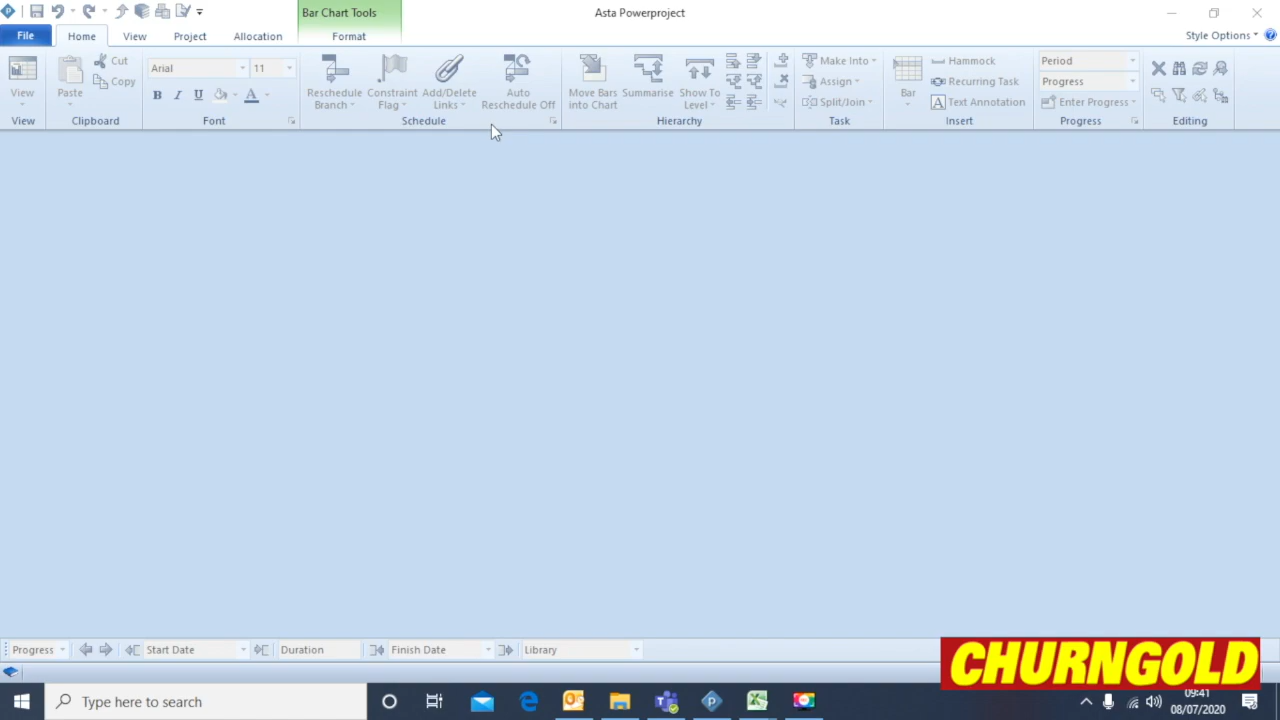 Bar Chart Tools
Asta Powerproject
File
Home
View
Project
Allocation
Format
Style Options
View
Paste
Cut
Copy
Arial
11
B I U A
Reschedule Branch
Constraint Flag
Add/Delete Links
Auto Reschedule Off
Move Bars into Chart
Summarise
Show To Level
Make Into
Assign
Split/Join
Bar
Hammock
Recurring Task
A Text Annotation
Period
Progress
Enter Progress
View
Clipboard
Font
Schedule
Hierarchy
Task
Insert
Progress
Editing
Progress
Start Date
Duration
Finish Date
Library
CHURNGOLD
Type here to search
09:41
08/07/2020